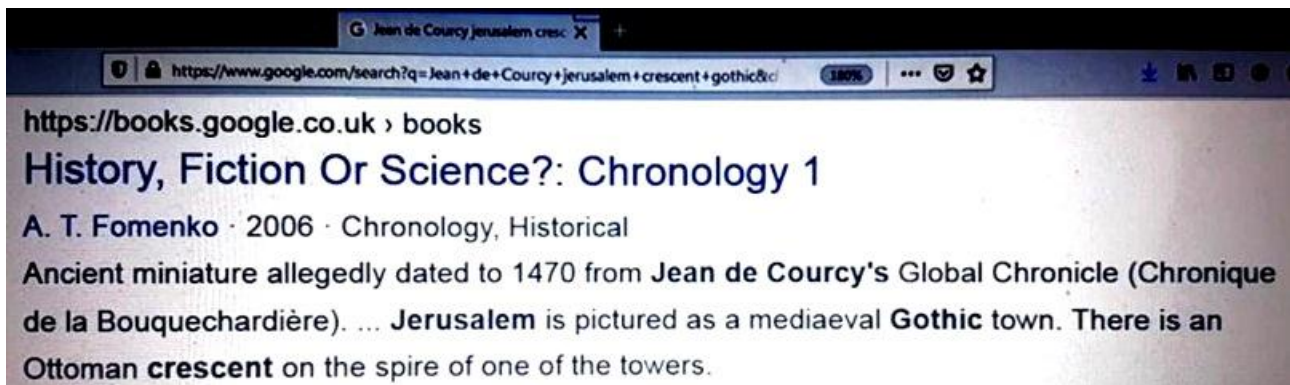 G Jean de Courcy jerusalem cresc X +
https://www.google.com/search?q=Jean+de+Courcy+jerusalem+crescent+gothic&cl 180% ...
https://books.google.co.uk › books
History, Fiction Or Science?: Chronology 1
A. T. Fomenko · 2006 · Chronology, Historical
Ancient miniature allegedly dated to 1470 from Jean de Courcy's Global Chronicle (Chronique
de la Bouquechardière). ... Jerusalem is pictured as a mediaeval Gothic town. There is an
Ottoman crescent on the spire of one of the towers.